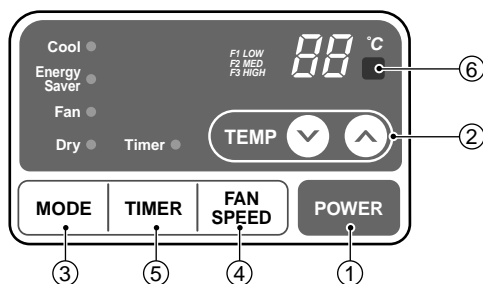 Cool
88 °C
F1 LOW
F2 MED
F3 HIGH
6
Energy
Saver
Fan
Dry
Timer
TEMP
2
MODE
TIMER
FAN
SPEED
POWER
3
5
4
1